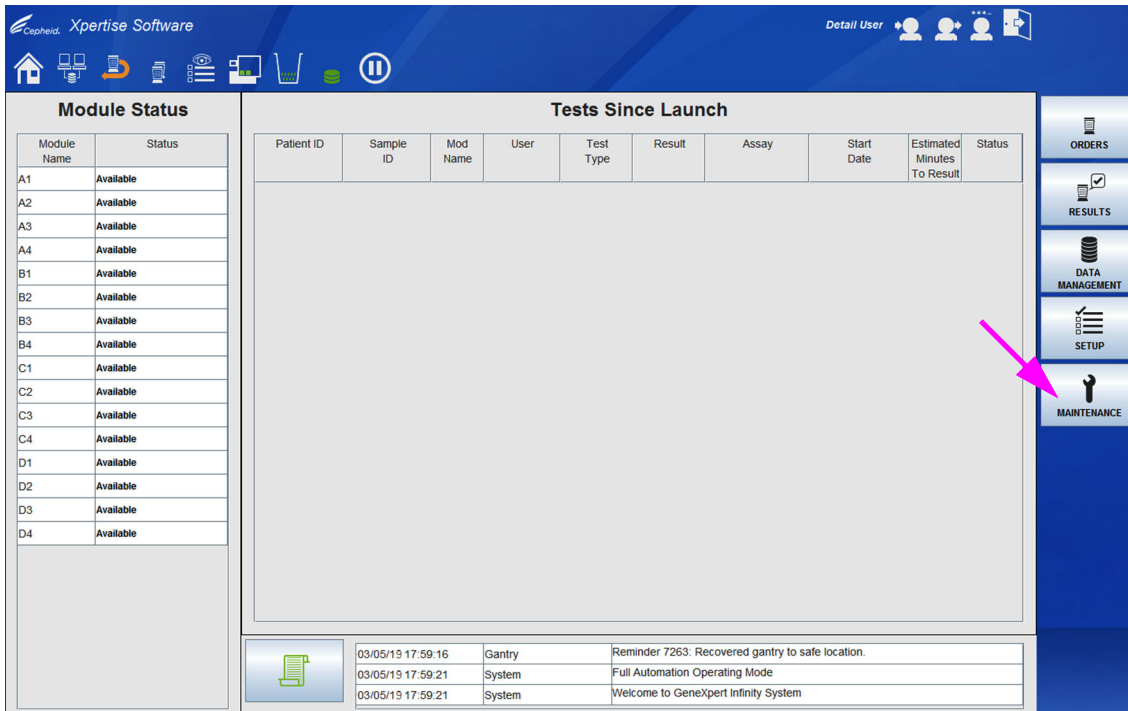 Cepheid. Xpertise Software
Detail User
Module Status
Module Name Status
A1 Available
A2 Available
A3 Available
A4 Available
B1 Available
B2 Available
B3 Available
B4 Available
C1 Available
C2 Available
C3 Available
C4 Available
D1 Available
D2 Available
D3 Available
D4 Available
Tests Since Launch
Patient ID Sample ID Mod Name User Test Type Result Assay Start Date Estimated Minutes To Result Status
03/05/19 17:59:16 Gantry Reminder 7263: Recovered gantry to safe location.
03/05/19 17:59:21 System Full Automation Operating Mode
03/05/19 17:59:21 System Welcome to GeneXpert Infinity System
ORDERS
RESULTS
DATA
MANAGEMENT
SETUP
MAINTENANCE